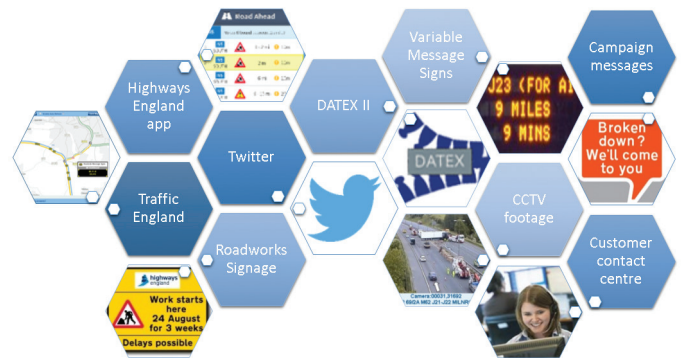 Road Ahead
Highways
England
app
Twitter
Traffic
England
Roadworks
Signage
DATEX II
Variable
Message
Signs
J23 (FOR
9 MILES
9 MINS
Campaign
messages
Broken
down?
We'll come
to you
DATEX
CCTV
footage
Customer
contact
centre
highways
england
Work starts
here
24 August
for 3 weeks
Delays possible